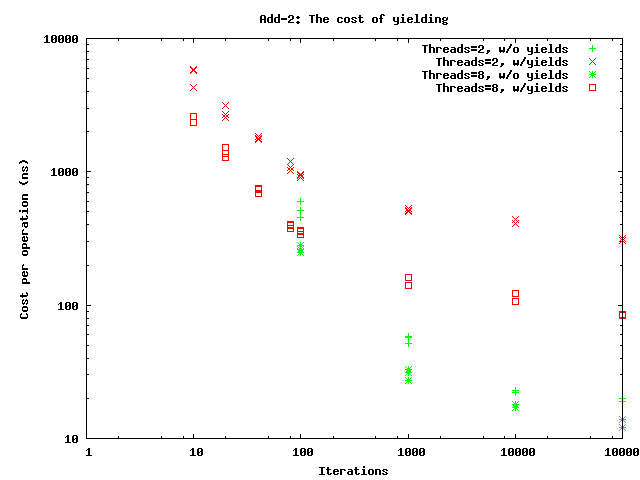 Add-2: The cost of yielding
Threads=2, w/o yields
Threads=2, w/yields
Threads=8, w/o yields
Threads=8, w/yields
Cost per operation (ns)
10000
1000
100
10
1 10 100 1000 10000 10000
Iterations